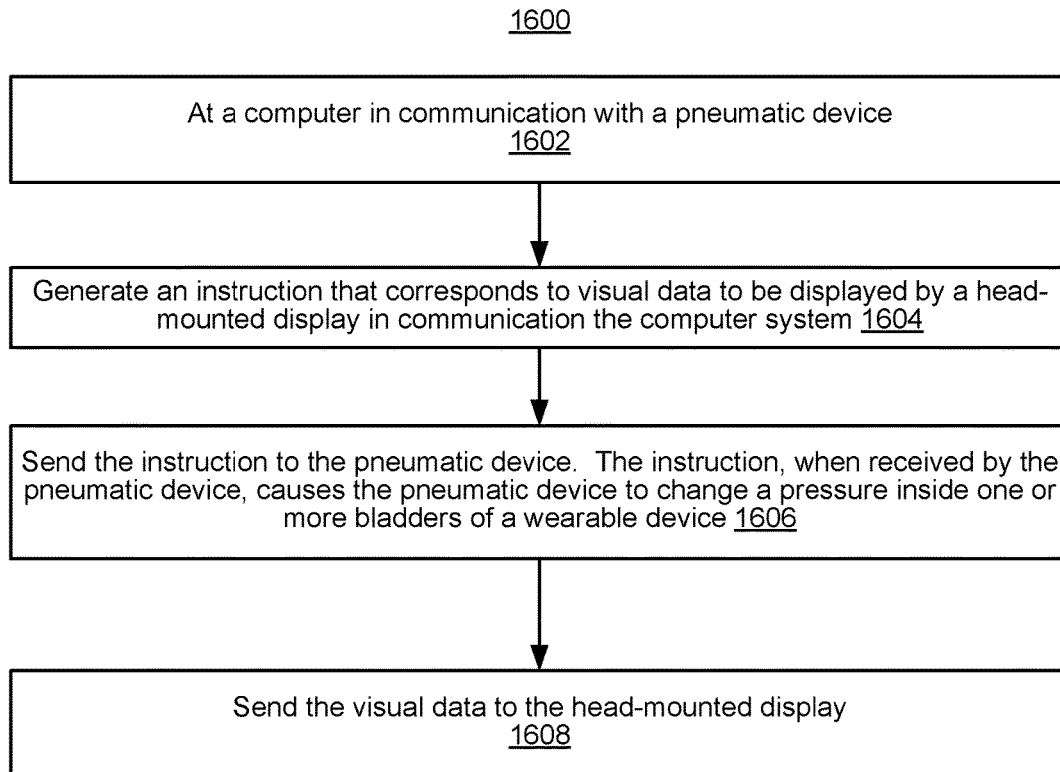 1600
At a computer in communication with a pneumatic device
1602
Generate an instruction that corresponds to visual data to be displayed by a head-
mounted display in communication the computer system 1604
Send the instruction to the pneumatic device. The instruction, when received by the
pneumatic device, causes the pneumatic device to change a pressure inside one or
more bladders of a wearable device 1606
Send the visual data to the head-mounted display
1608